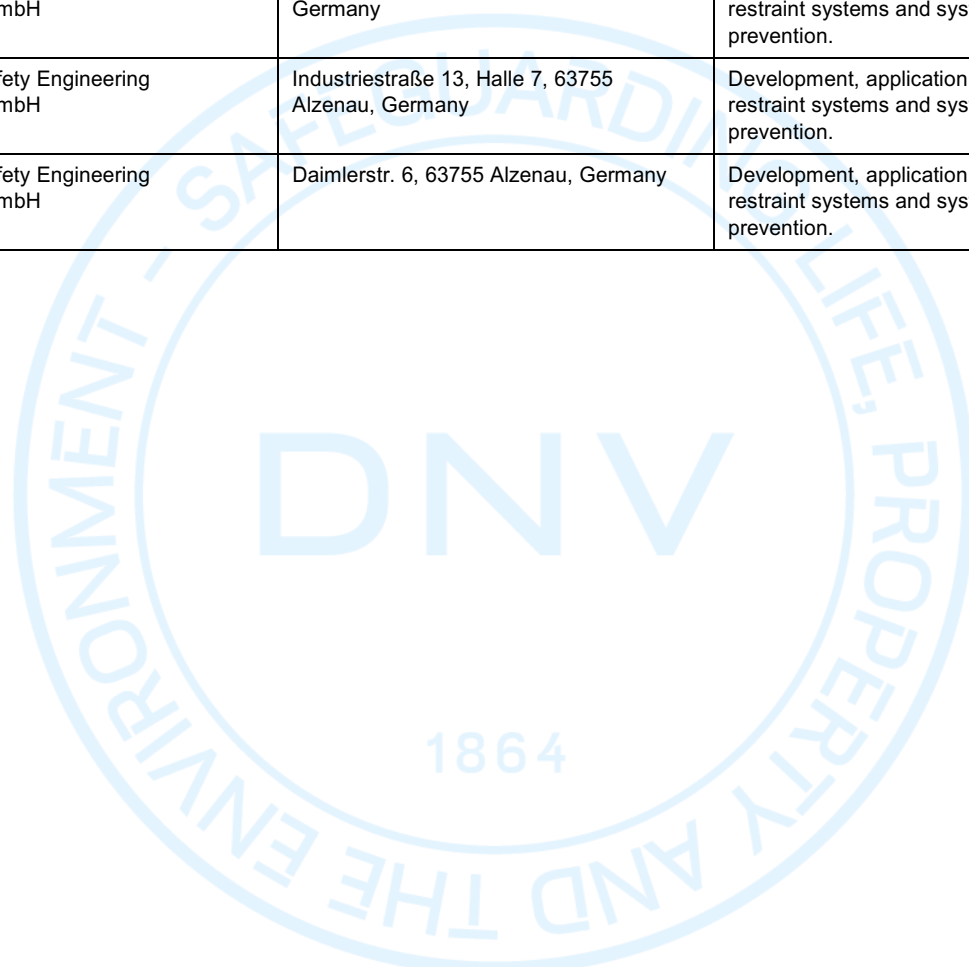 mbH
Germany
restraint systems and sys
prevention.
fety Engineering
mbH
Industriestraße 13, Halle 7, 63755
Alzenau, Germany
Development, application
restraint systems and sys
prevention.
fety Engineering
mbH
Daimlerstr. 6, 63755 Alzenau, Germany
Development, application
restraint systems and sys
prevention.
SAFEGUARDING LIFE, PROPERTY AND THE ENVIRONMENT –
DNV
1864